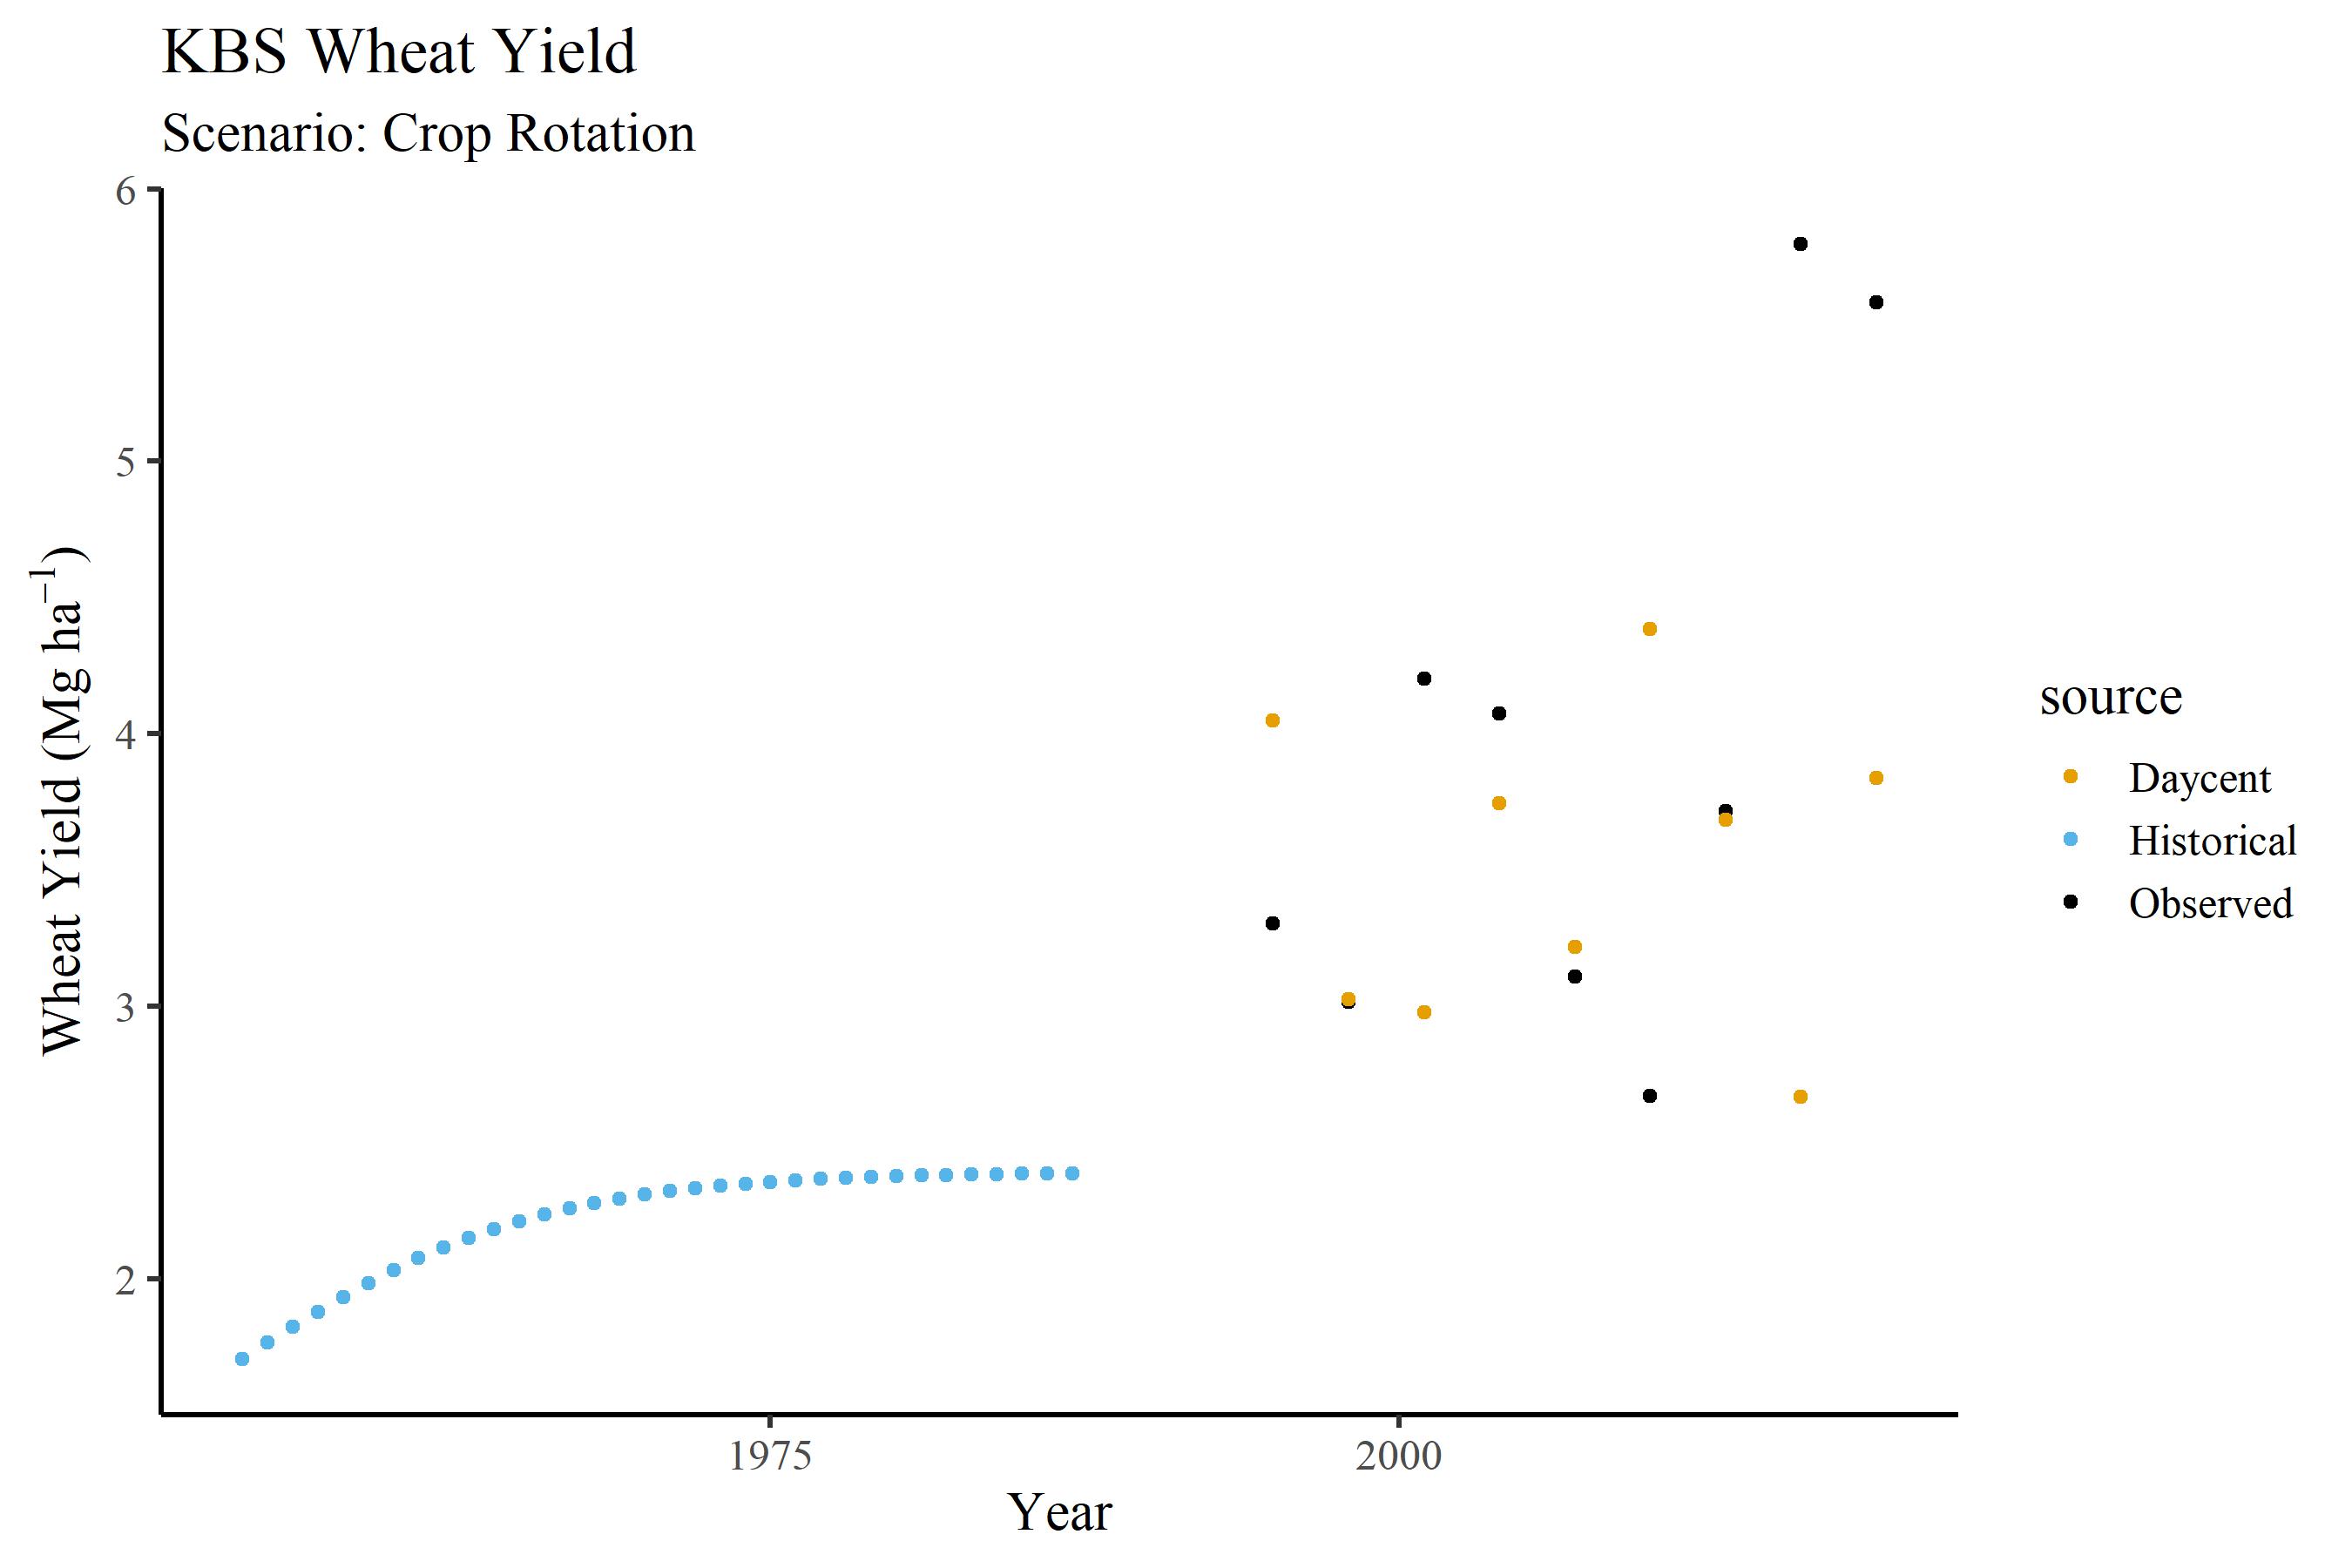 KBS Wheat Yield
Scenario: Crop Rotation
6
5
4
3
2
Wheat Yield (Mg ha⁻¹)
1975 2000
Year
source
Daycent
Historical
Observed